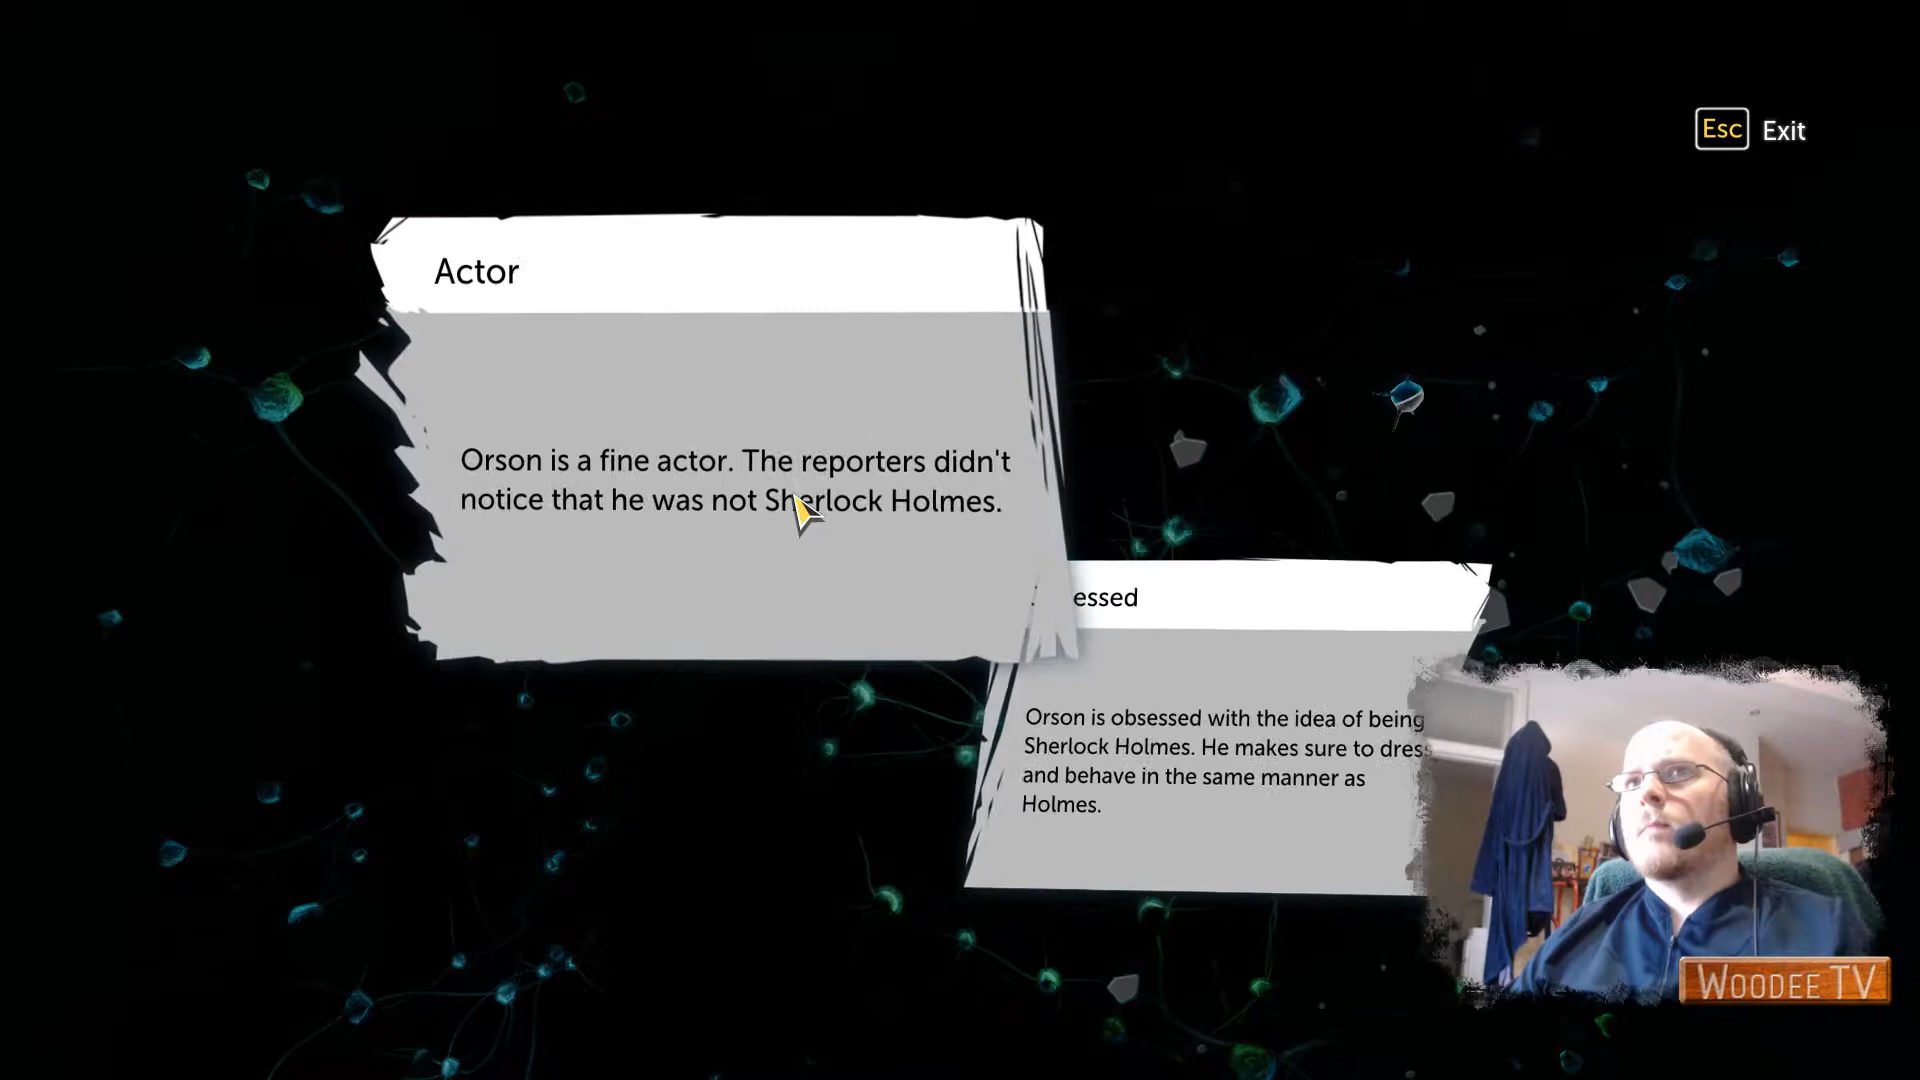 Esc Exit
Actor
Orson is a fine actor. The reporters didn't
notice that he was not Sherlock Holmes.
essed
Orson is obsessed with the idea of being
Sherlock Holmes. He makes sure to dress
and behave in the same manner as
Holmes.
WOODEE TV